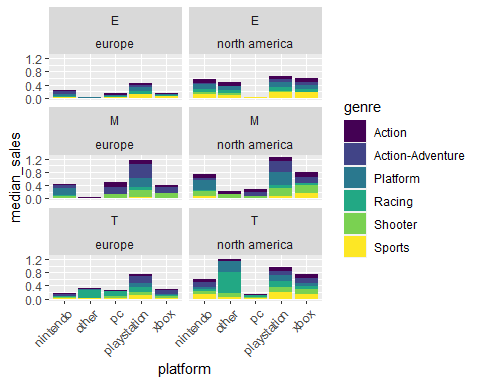 E
E
europe
north america
0.0
0.4
0.8
1.2
M
M
europe
north america
0.0
0.4
0.8
1.2
T
T
europe
north america
0.0
0.4
0.8
1.2
median_sales
nintendo
other
pc
playstation
xbox
nintendo
other
pc
playstation
xbox
platform
genre
Action
Action-Adventure
Platform
Racing
Shooter
Sports